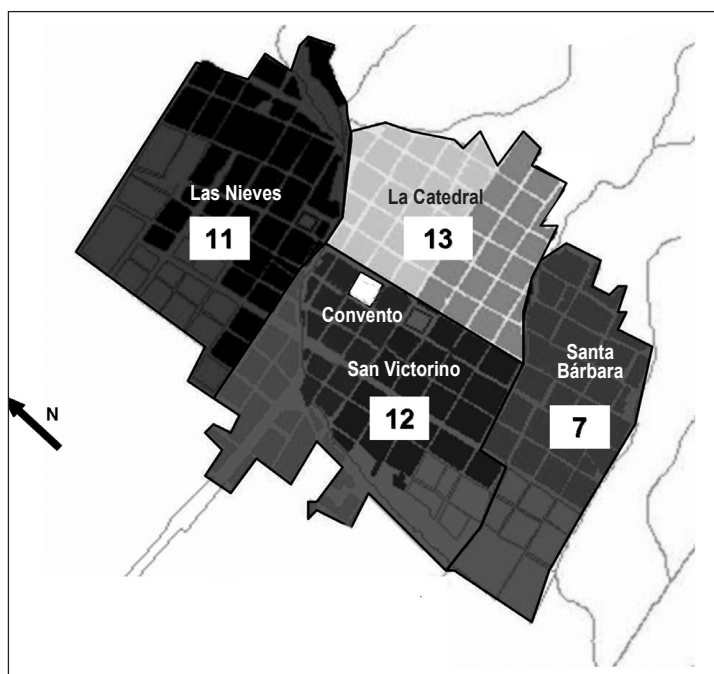 Las Nieves
11
La Catedral
13
Convento
San Victorino
12
Santa
Bárbara
7
N